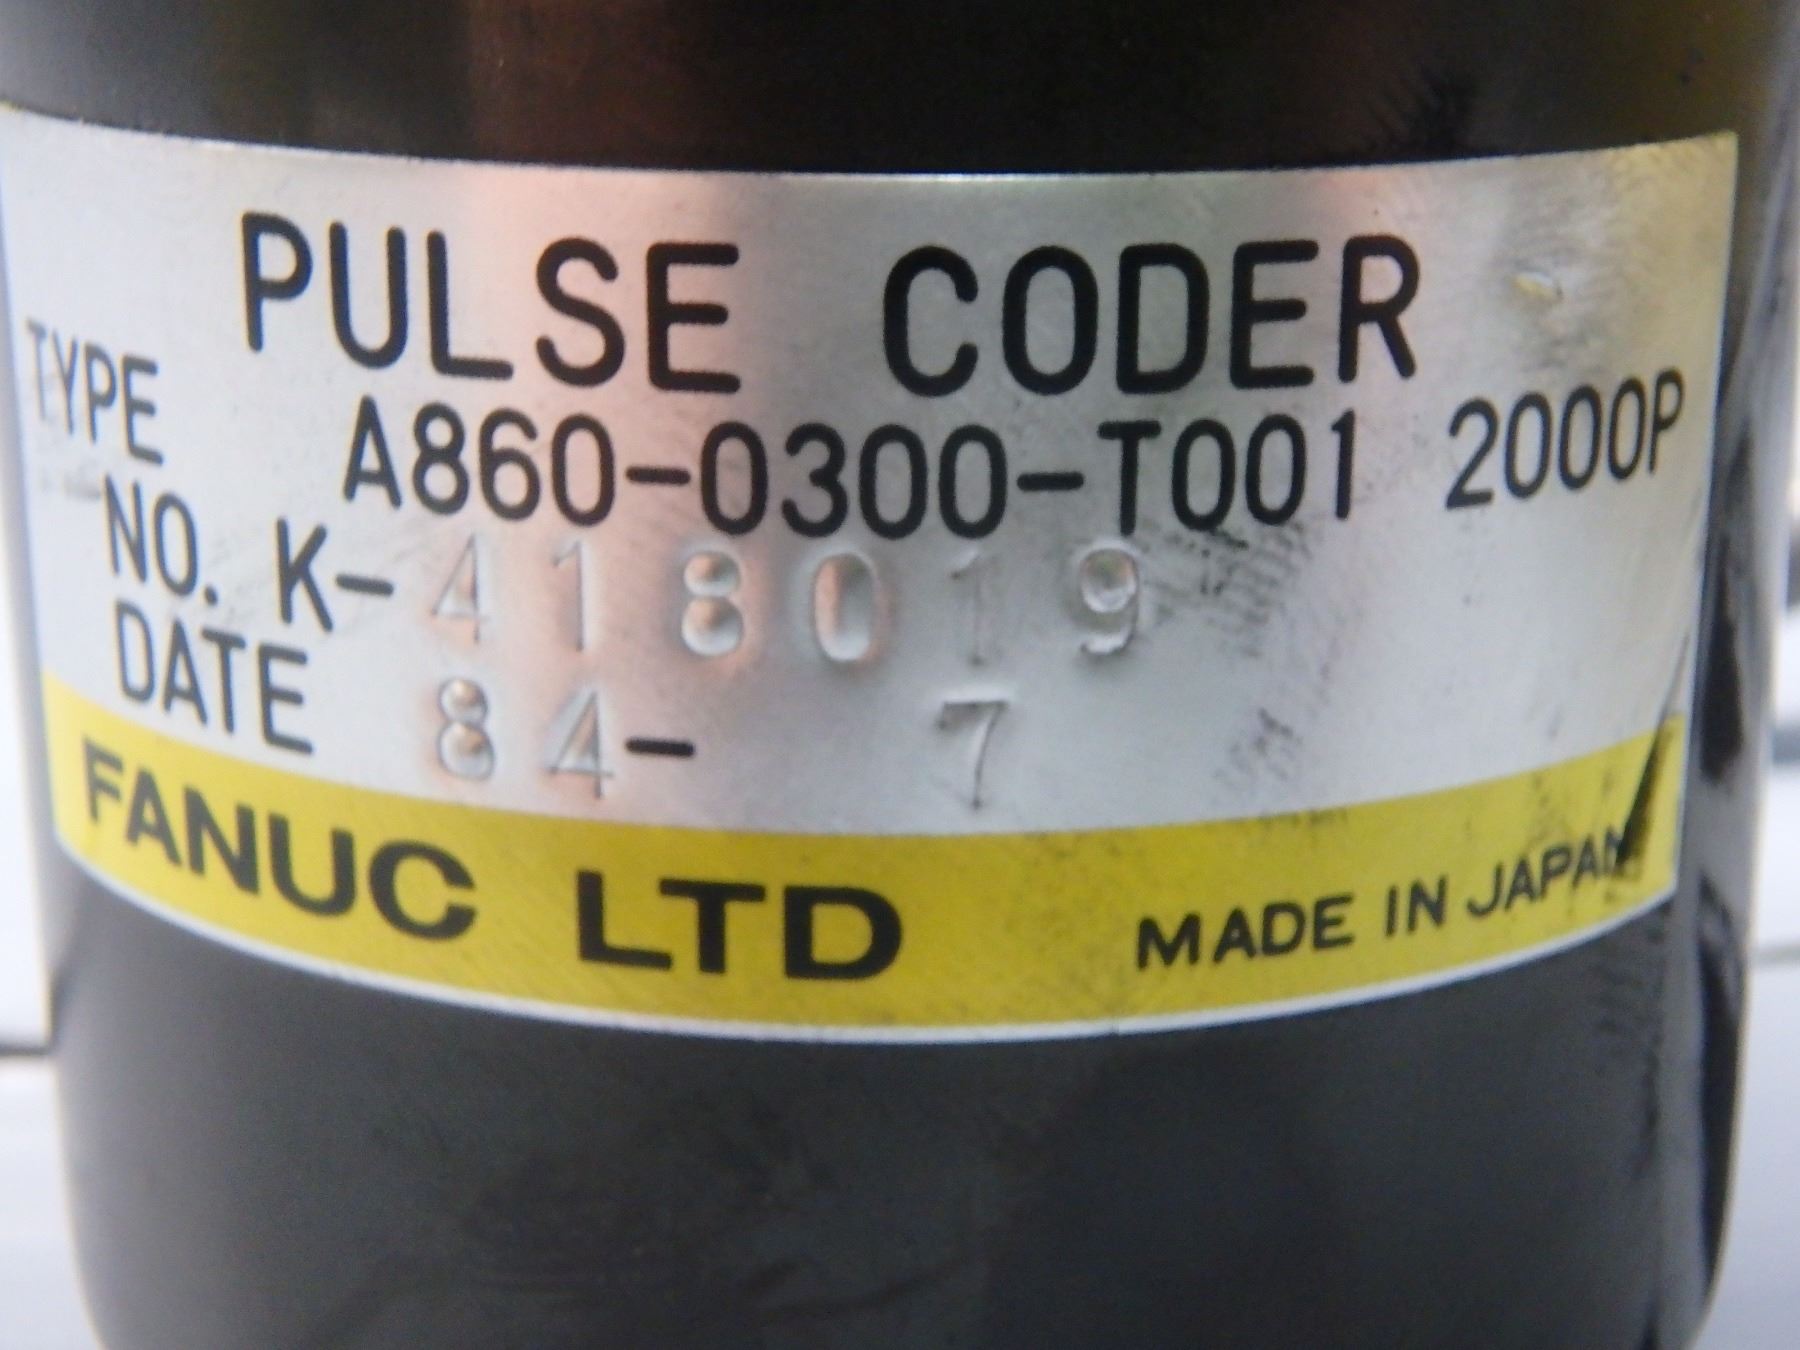 PULSE CODER
TYPE A860-0300-T001 2000P
NO. K-418019
DATE 84-7
FANUC LTD MADE IN JAPAN